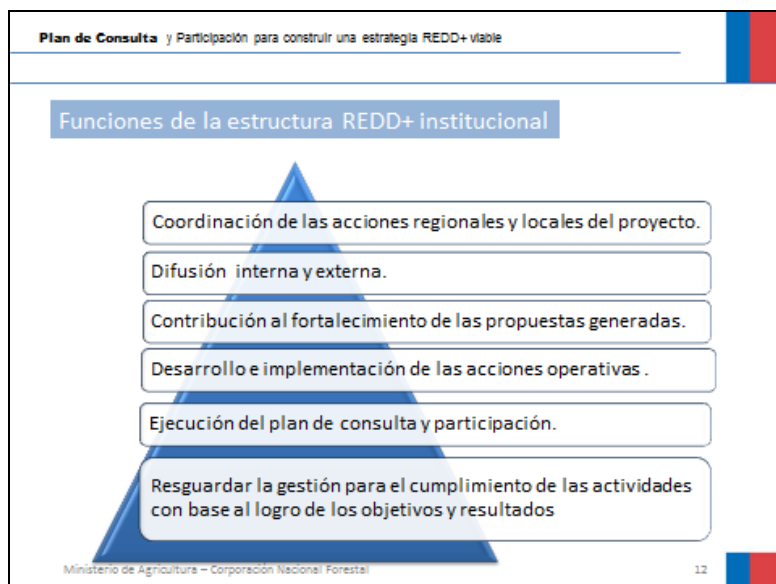 Plan de Consulta y Participación para construir una estrategia REDD+ viable
Funciones de la estructura REDD+ institucional
Coordinación de las acciones regionales y locales del proyecto.
Difusión interna y externa.
Contribución al fortalecimiento de las propuestas generadas.
Desarrollo e implementación de las acciones operativas .
Ejecución del plan de consulta y participación.
Resguardar la gestión para el cumplimiento de las actividades
con base al logro de los objetivos y resultados
Ministerio de Agricultura – Corporación Nacional Forestal
12